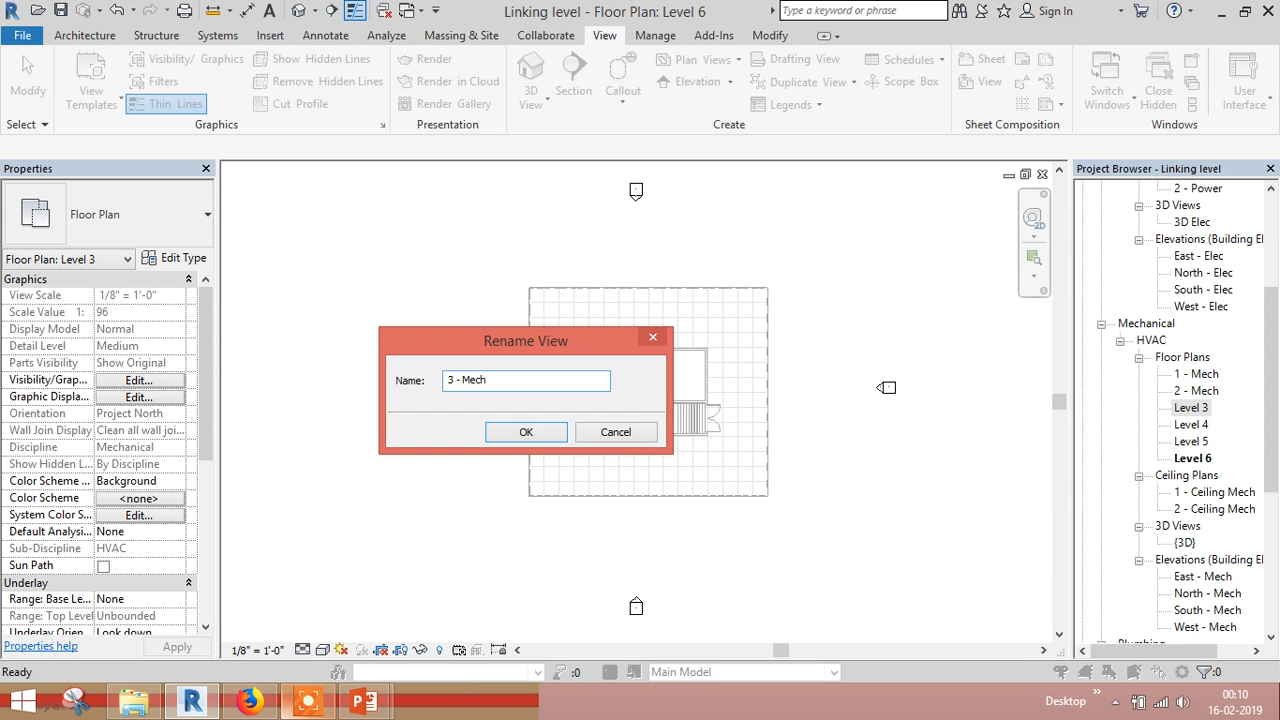 Linking level - Floor Plan: Level 6
Type a keyword or phrase
Sign In
File
Architecture
Structure
Systems
Insert
Annotate
Analyze
Massing & Site
Collaborate
View
Manage
Add-Ins
Modify
Modify
View Templates
Visibility/ Graphics
Filters
Thin Lines
Show Hidden Lines
Remove Hidden Lines
Cut Profile
Render
Render in Cloud
Render Gallery
3D View
Section
Callout
Plan Views
Elevation
Drafting View
Duplicate View
Legends
Schedules
Scope Box
Sheet
View
Switch Windows
Close Hidden
User Interface
Select
Graphics
Presentation
Create
Sheet Composition
Windows
Properties
Floor Plan
Floor Plan: Level 3
Edit Type
Graphics
View Scale 1/8" = 1'-0"
Scale Value 1: 96
Display Model Normal
Detail Level Medium
Parts Visibility Show Original
Visibility/Grap... Edit...
Graphic Displa... Edit...
Orientation Project North
Wall Join Display Clean all wall joi...
Discipline Mechanical
Show Hidden L... By Discipline
Color Scheme ... Background
Color Scheme <none>
System Color S... Edit...
Default Analysi... None
Sub-Discipline HVAC
Sun Path
Underlay
Range: Base Le... None
Range: Top Level Unbounded
Underlay Orien... Look down
Properties help
Apply
2D
Rename View
Name: 3 - Mech
OK
Cancel
Project Browser - Linking level
2 - Power
3D Views
3D Elec
Elevations (Building El
East - Elec
North - Elec
South - Elec
West - Elec
Mechanical
HVAC
Floor Plans
1 - Mech
2 - Mech
Level 3
Level 4
Level 5
Level 6
Ceiling Plans
1 - Ceiling Mech
2 - Ceiling Mech
3D Views
{3D}
Elevations (Building El
East - Mech
North - Mech
South - Mech
West - Mech
Plumbing
1/8" = 1'-0"
Ready
:0
Main Model
:0
Desktop
00:10
16-02-2019